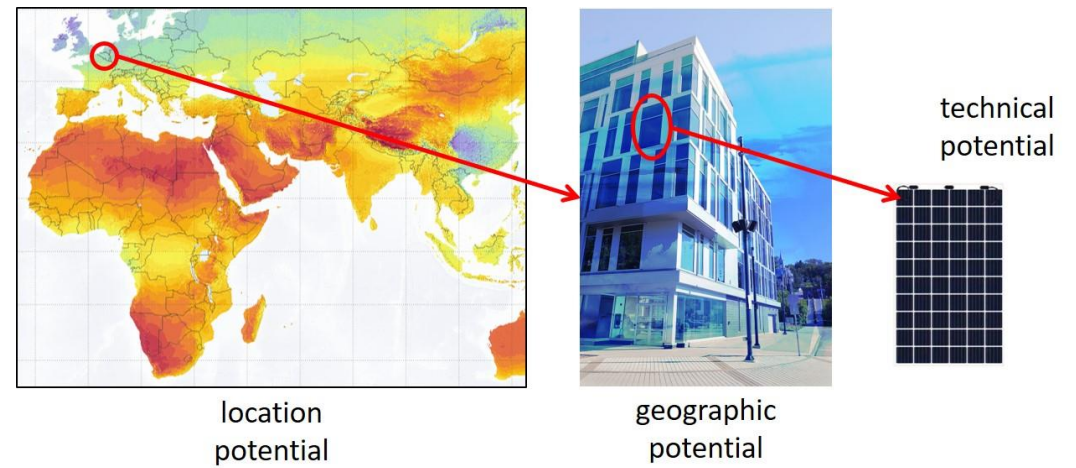 location
potential
geographic
potential
technical
potential